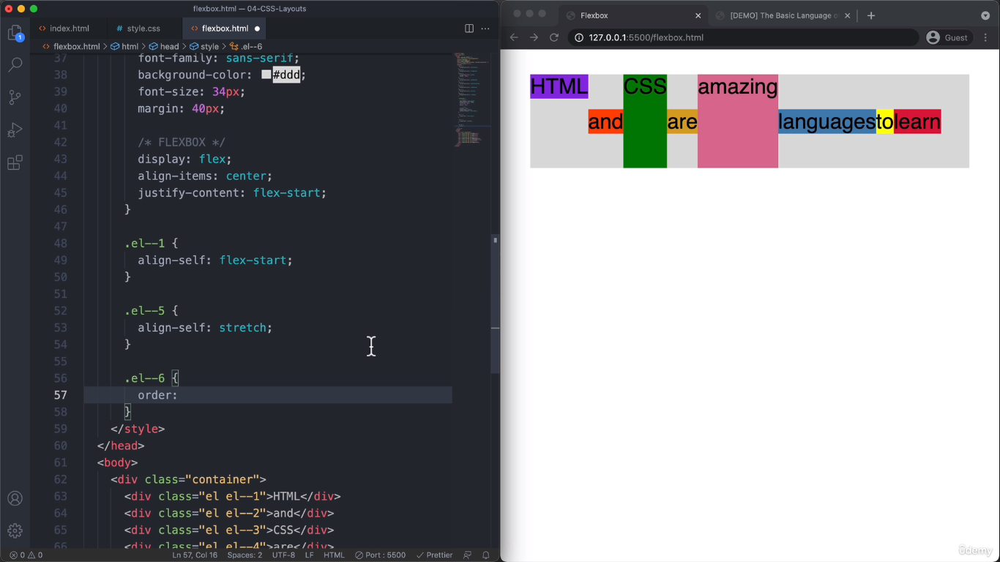 flexbox.html — 04-CSS-Layouts
index.html
# style.css
flexbox.html
flexbox.html > html > head > style > .el--6
37 font-family: sans-serif;
38 background-color: #ddd;
39 font-size: 34px;
40 margin: 40px;
41
42 /* FLEXBOX */
43 display: flex;
44 align-items: center;
45 justify-content: flex-start;
46 }
47
48 .el--1 {
49 align-self: flex-start;
50 }
51
52 .el--5 {
53 align-self: stretch;
54 }
55
56 .el--6 {
57 order:
58 }
59 </style>
60 </head>
61 <body>
62 <div class="container">
63 <div class="el el--1">HTML</div>
64 <div class="el el--2">and</div>
65 <div class="el el--3">CSS</div>
66 <div class="el el--4">are</div>
1
0 0 Ln 57, Col 16 Spaces: 2 UTF-8 LF HTML Port : 5500 Prettier
Flexbox
[DEMO] The Basic Language o
127.0.0.1:5500/flexbox.html
Guest
HTML CSS amazing
and are languages to learn
ûdemy